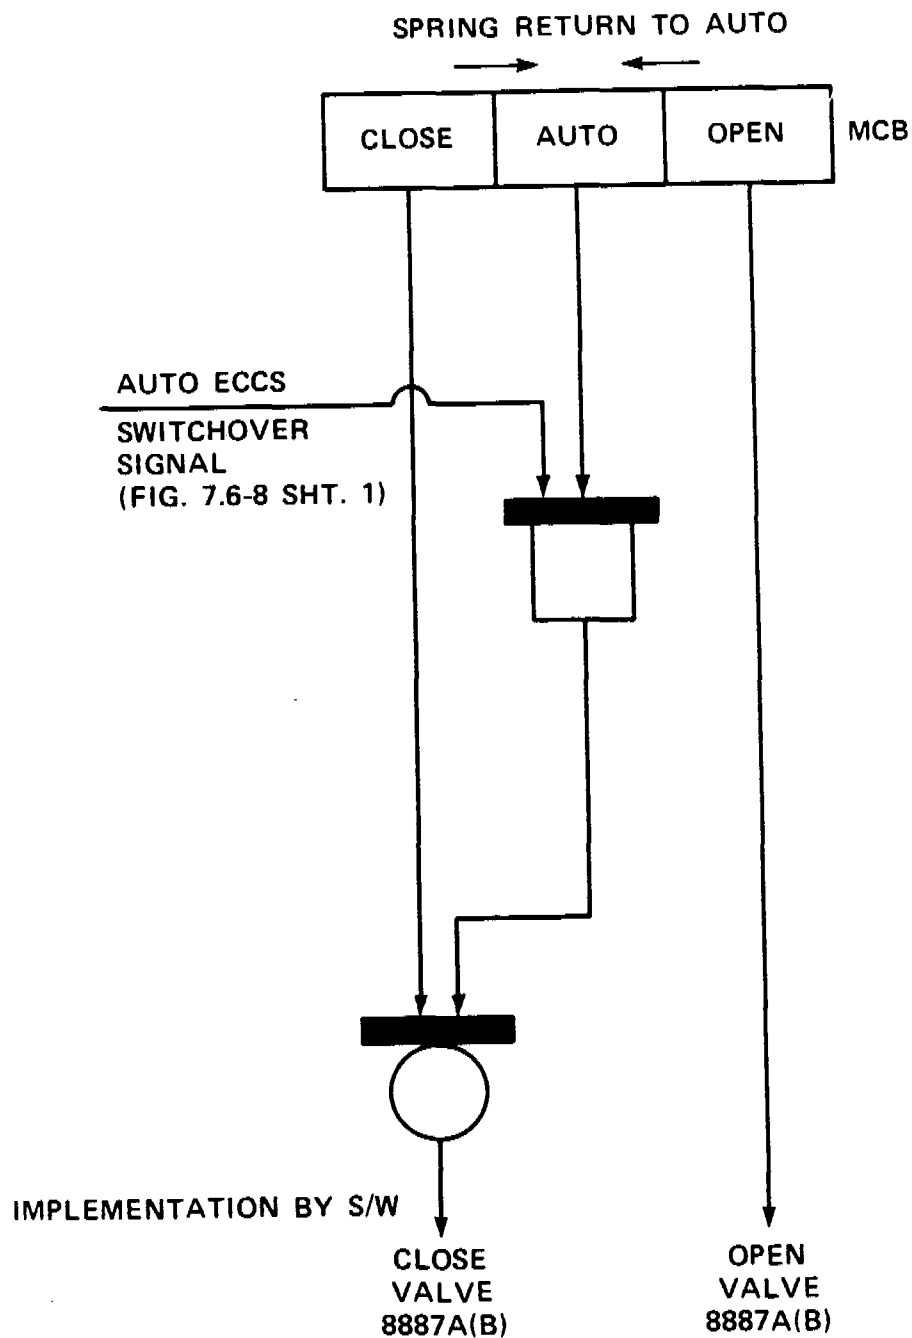 SPRING RETURN TO AUTO
CLOSE
AUTO
OPEN
MCB
AUTO ECCS
SWITCHOVER
SIGNAL
(FIG. 7.6-8 SHT. 1)
IMPLEMENTATION BY S/W
CLOSE
VALVE
8887A(B)
OPEN
VALVE
8887A(B)